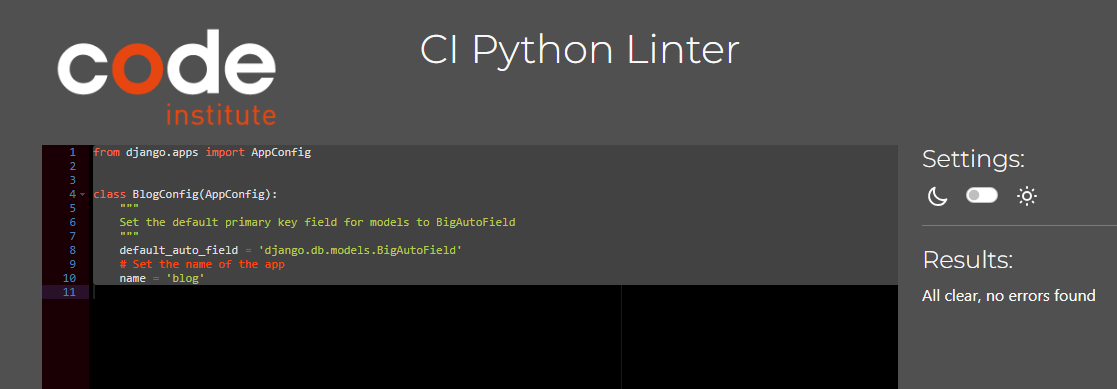 code
institute
CI Python Linter
1 from django.apps import AppConfig
2
3
4 class BlogConfig(AppConfig):
5     """
6     Set the default primary key field for models to BigAutoField
7     """
8     default_auto_field = 'django.db.models.BigAutoField'
9     # Set the name of the app
10     name = 'blog'
11
Settings:
Results:
All clear, no errors found